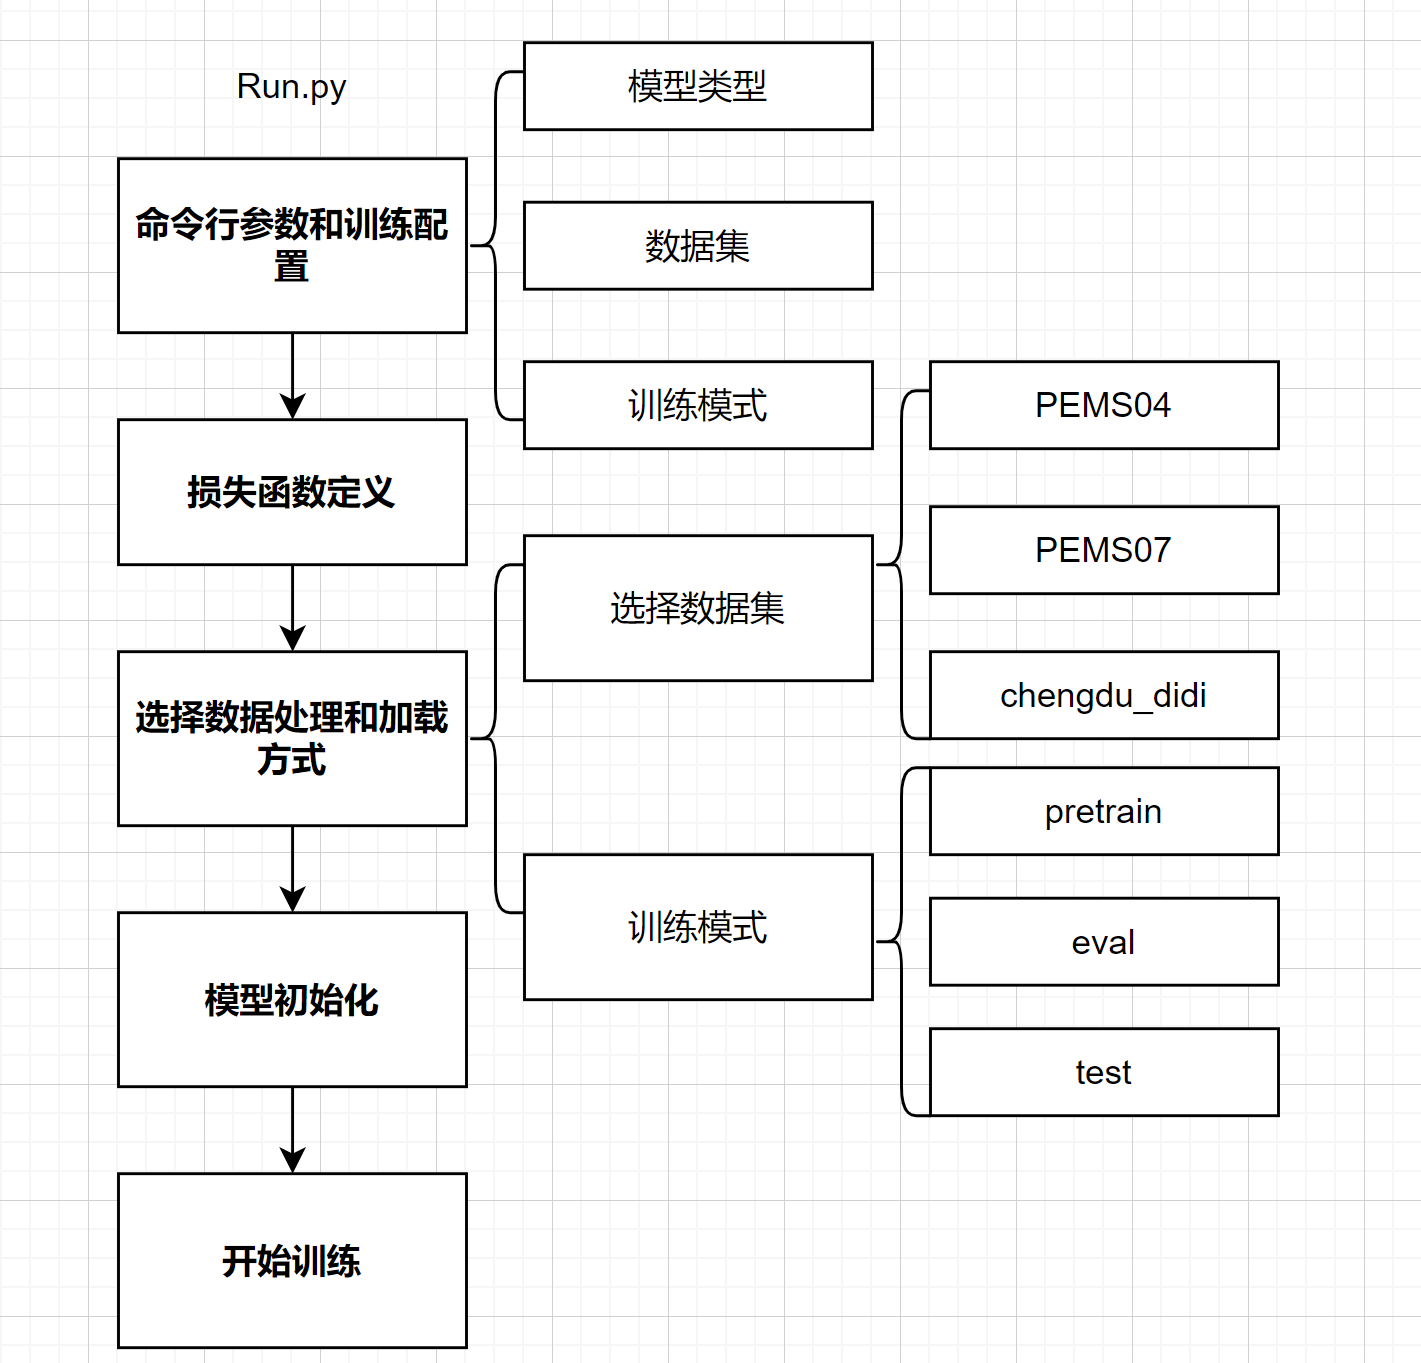 Run.py
命令行参数和训练配
置
模型类型
数据集
训练模式
损失函数定义
选择数据处理和加载
方式
选择数据集
PEMS04
PEMS07
chengdu_didi
训练模式
pretrain
eval
test
模型初始化
开始训练